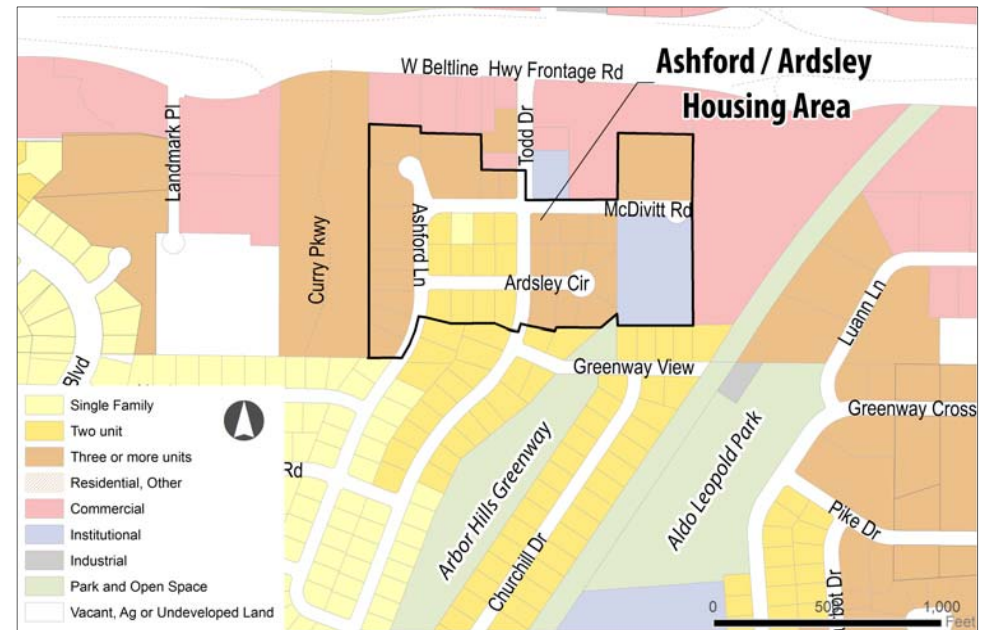 W Beltline Hwy Frontage Rd
Ashford / Ardsley
Housing Area
Landmark Pl
Todd Dr
McDivitt Rd
Ashford Ln
Curry Pkwy
Ardsley Cir
Luann Ln
Blvd
Greenway View
Greenway Cross
Single Family
Two unit
Three or more units
Residential, Other
Commercial
Institutional
Industrial
Park and Open Space
Vacant, Ag or Undeveloped Land
Rd
Arbor Hills Greenway
Aldo Leopold Park
Churchill Dr
Pike Dr
Dr
0 500 1,000
Feet